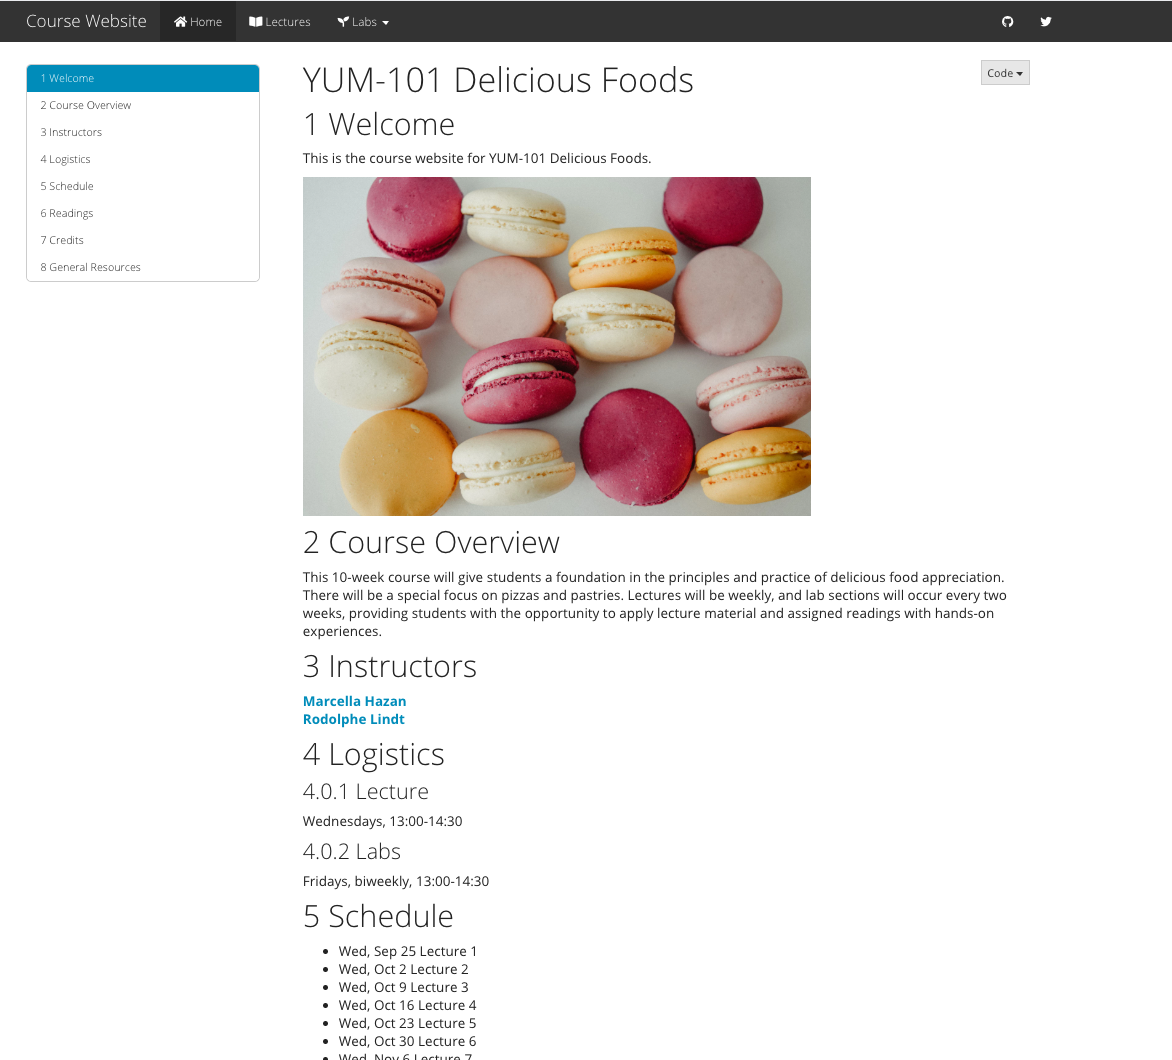 Course Website Home Lectures Labs
1 Welcome
2 Course Overview
3 Instructors
4 Logistics
5 Schedule
6 Readings
7 Credits
8 General Resources
YUM-101 Delicious Foods
Code
1 Welcome
This is the course website for YUM-101 Delicious Foods.
2 Course Overview
This 10-week course will give students a foundation in the principles and practice of delicious food appreciation.
There will be a special focus on pizzas and pastries. Lectures will be weekly, and lab sections will occur every two
weeks, providing students with the opportunity to apply lecture material and assigned readings with hands-on
experiences.
3 Instructors
Marcella Hazan
Rodolphe Lindt
4 Logistics
4.0.1 Lecture
Wednesdays, 13:00-14:30
4.0.2 Labs
Fridays, biweekly, 13:00-14:30
5 Schedule
Wed, Sep 25 Lecture 1
Wed, Oct 2 Lecture 2
Wed, Oct 9 Lecture 3
Wed, Oct 16 Lecture 4
Wed, Oct 23 Lecture 5
Wed, Oct 30 Lecture 6
Wed, Nov 6 Lecture 7